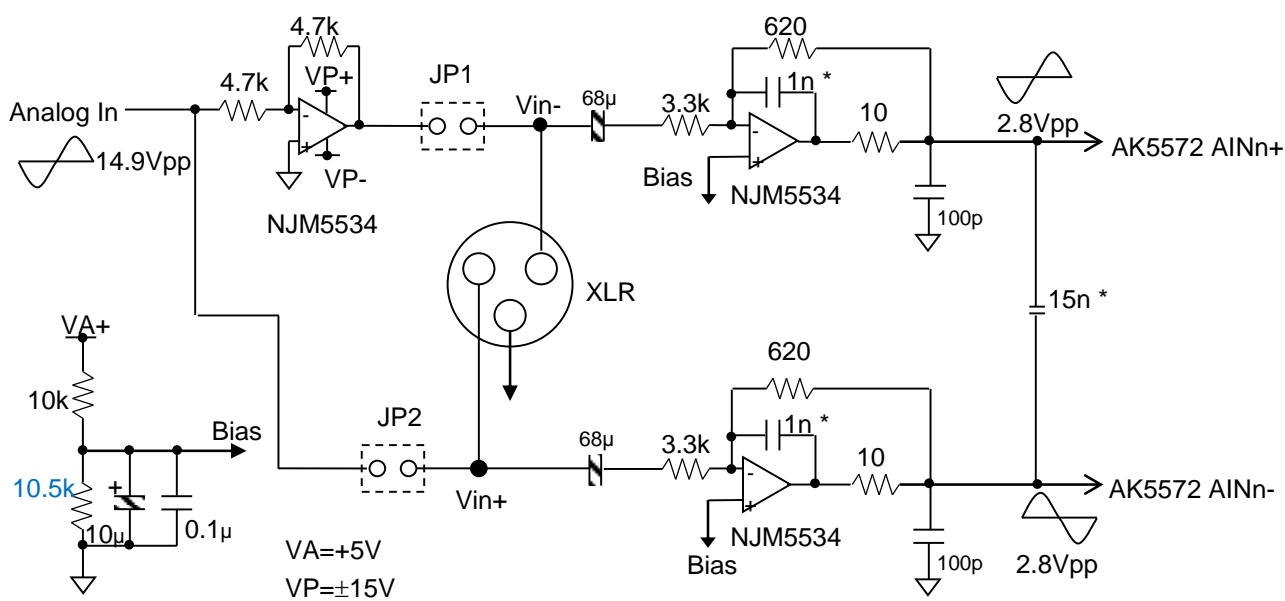 4.7k
620
4.7k
VP+
JP1
1n *
Analog In
Vin-
68µ
3.3k
10
2.8Vpp
14.9Vpp
-
+
VP-
-
+
Bias
AK5572 AINn+
NJM5534
NJM5534
100p
XLR
15n *
VA+
620
10k
JP2
Bias
68µ
1n *
3.3k
10
10.5k
+
-
+
AK5572 AINn-
10µ
0.1µ
Vin+
NJM5534
VA=+5V
Bias
100p
2.8Vpp
VP=±15V